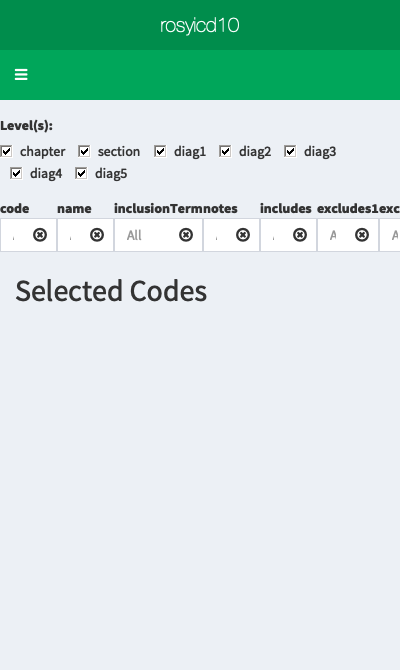 rosyicd10
Level(s):
chapter section diag1 diag2 diag3
diag4 diag5
code name inclusionTerm notes includes excludes1 exc
All
Selected Codes